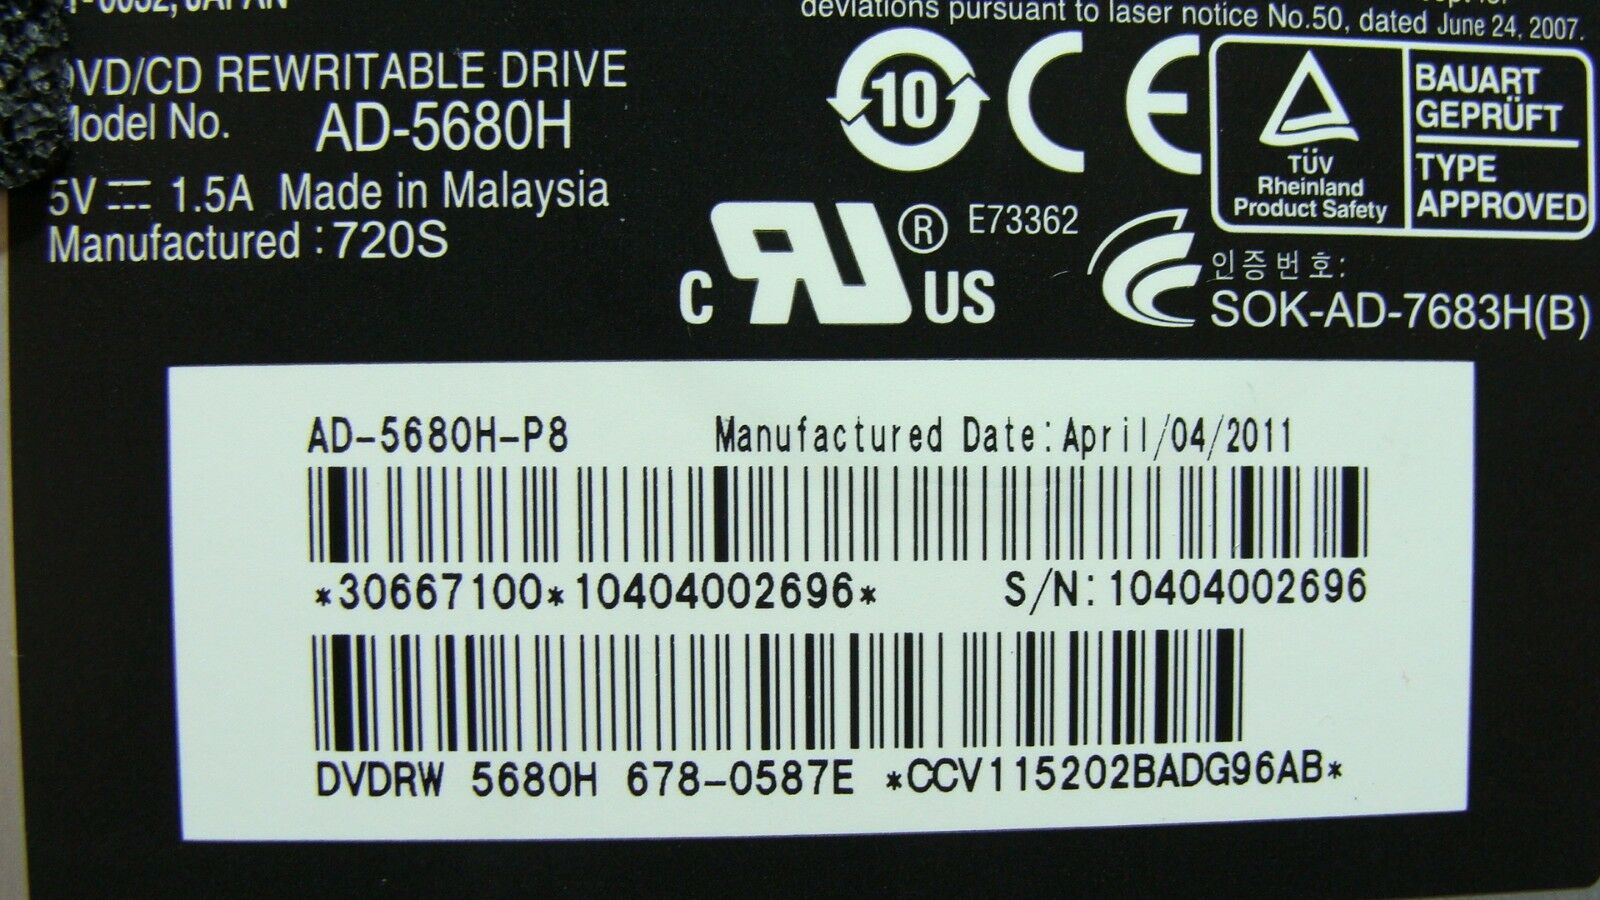 JAPAN
deviations pursuant to laser notice No.50, dated June 24, 2007.
DVD/CD REWRITABLE DRIVE
Model No. AD-5680H
5V 1.5A Made in Malaysia
Manufactured : 720S
10
CE
TÜV
Rheinland
Product Safety
BAUART
GEPRÜFT
TYPE
APPROVED
C RU ® US E73362
인증번호:
SOK-AD-7683H(B)
AD-5680H-P8 Manufactured Date:April/04/2011
*30667100*10404002696* S/N:10404002696
DVDRW 5680H 678-0587E *CCV115202BADG96AB*